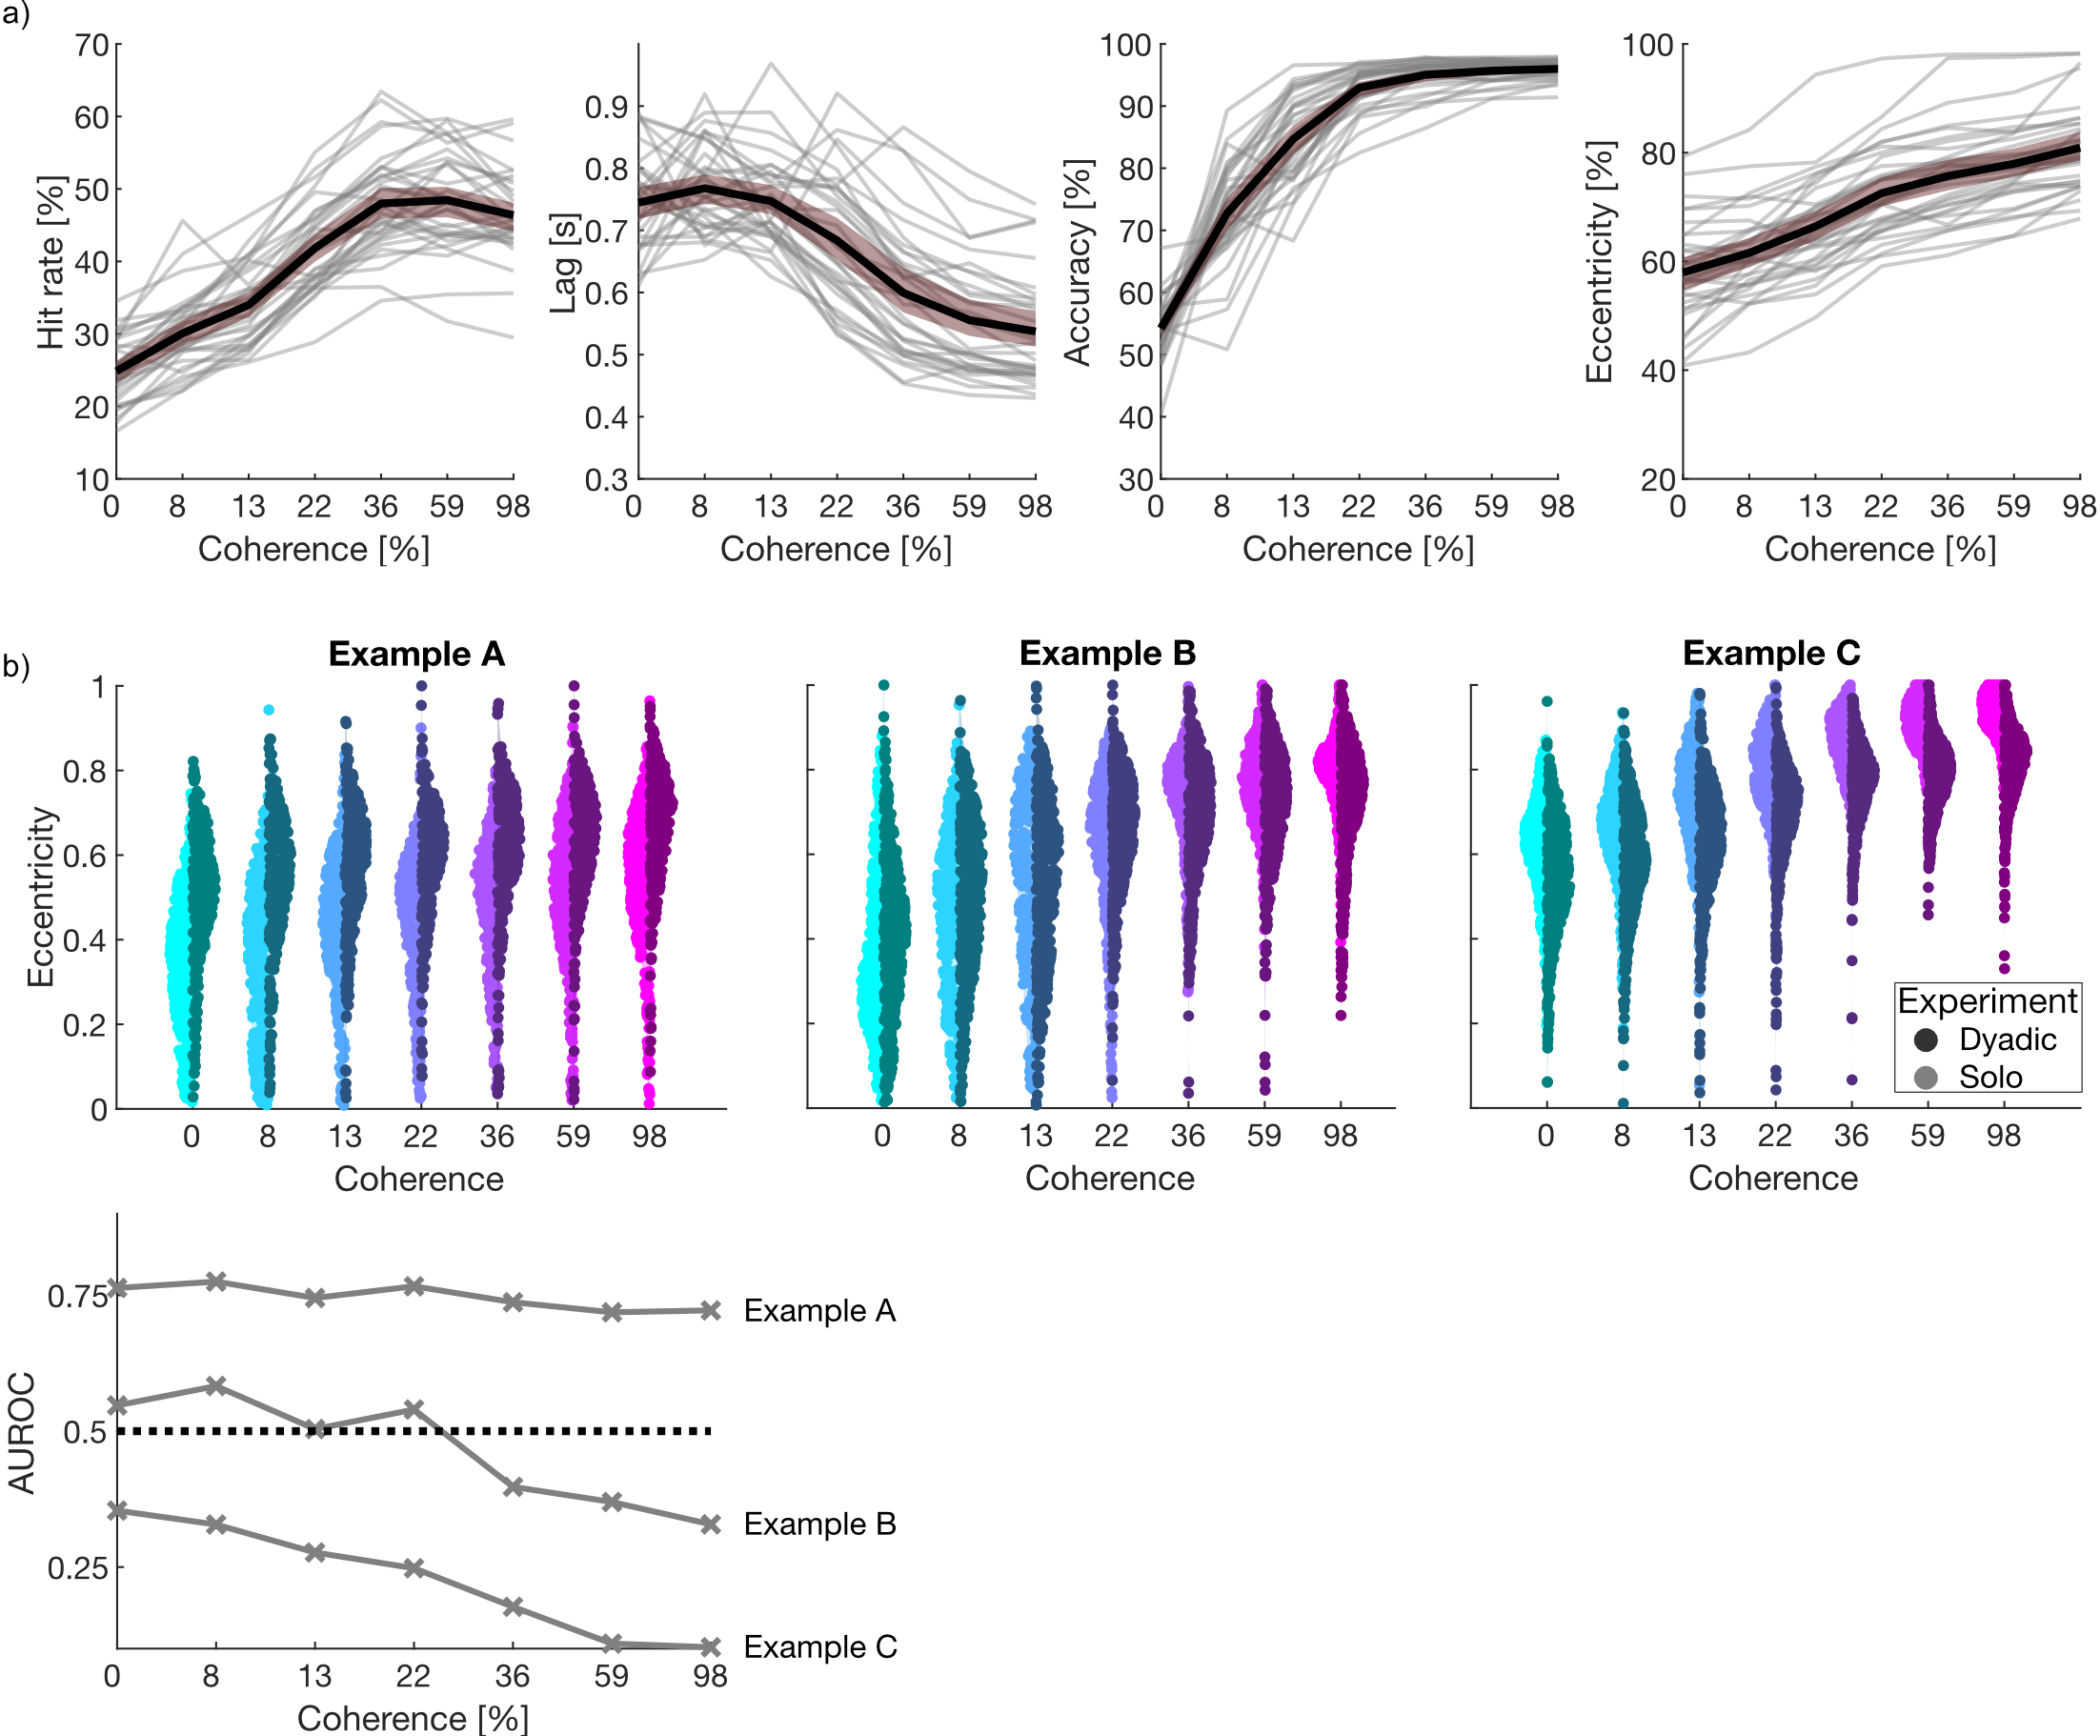 a)
70
60
50
40
30
20
10
Hit rate [%]
0 8 13 22 36 59 98
Coherence [%]
0.9
0.8
0.7
0.6
0.5
0.4
0.3
Lag [s]
0 8 13 22 36 59 98
Coherence [%]
100
90
80
70
60
50
40
30
Accuracy [%]
0 8 13 22 36 59 98
Coherence [%]
100
80
60
40
20
Eccentricity [%]
0 8 13 22 36 59 98
Coherence [%]
b)
Example A
1
0.8
0.6
0.4
0.2
0
Eccentricity
0 8 13 22 36 59 98
Coherence
Example B
0 8 13 22 36 59 98
Coherence
Example C
Experiment
Dyadic
Solo
0 8 13 22 36 59 98
Coherence
0.75
0.5
0.25
AUROC
Example A
Example B
Example C
0 8 13 22 36 59 98
Coherence [%]